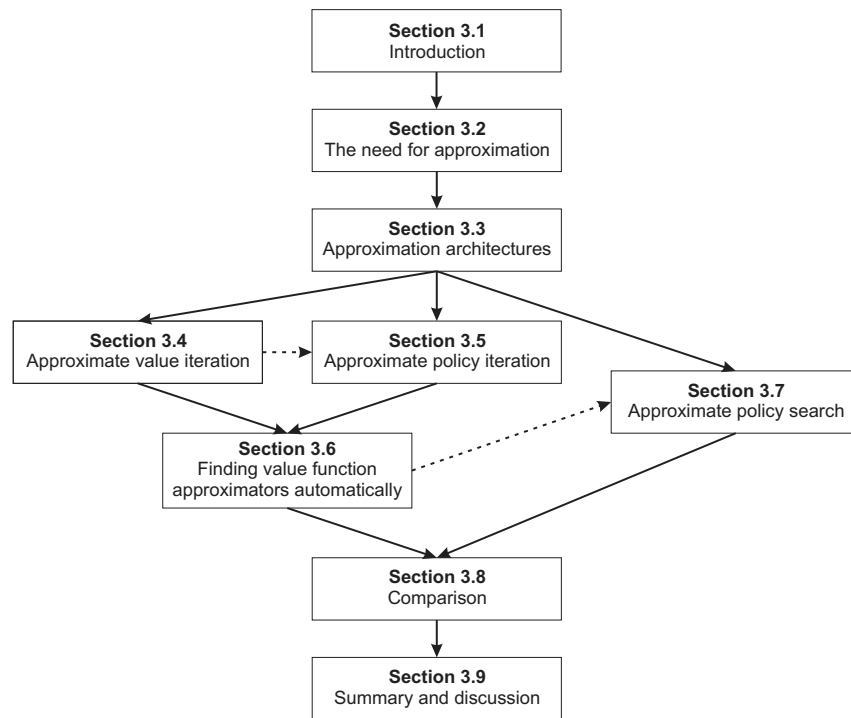 Section 3.1
Introduction
Section 3.2
The need for approximation
Section 3.3
Approximation architectures
Section 3.4
Approximate value iteration
Section 3.5
Approximate policy iteration
Section 3.7
Approximate policy search
Section 3.6
Finding value function
approximators automatically
Section 3.8
Comparison
Section 3.9
Summary and discussion